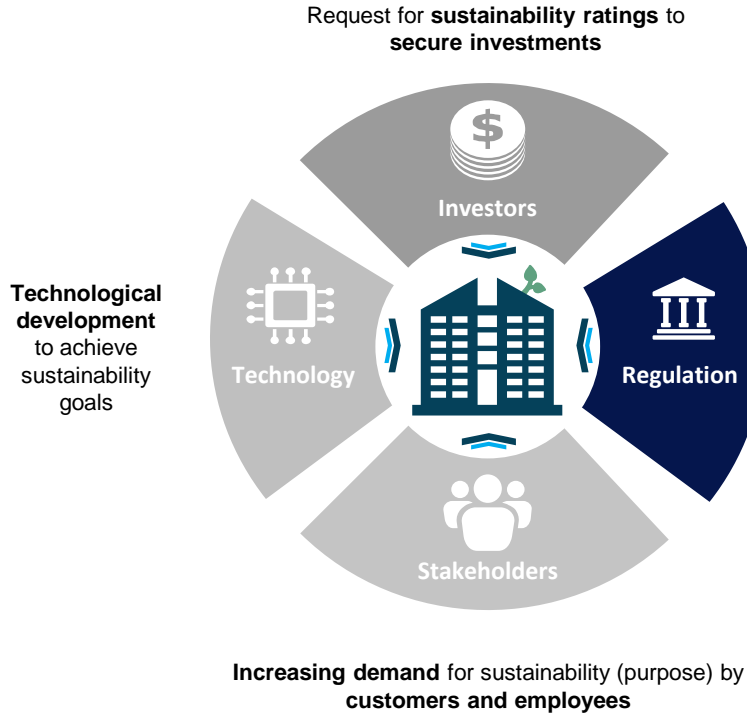 Request for sustainability ratings to
secure investments
$
Investors
Technological
development
to achieve
sustainability
goals
Technology
Regulation
Stakeholders
Increasing demand for sustainability (purpose) by
customers and employees